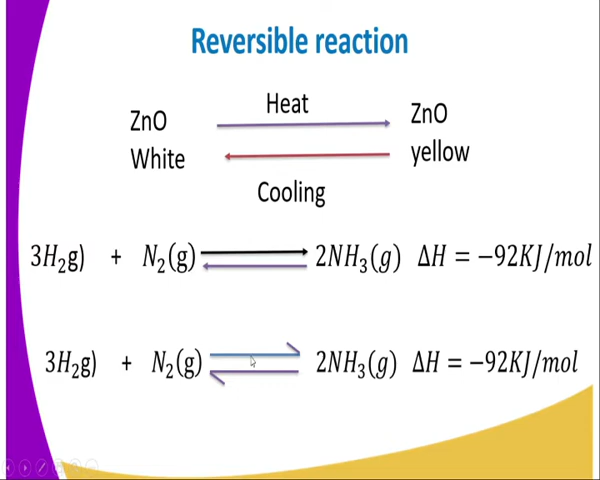 Reversible reaction
Heat
ZnO ZnO
White yellow
Cooling
3H₂g) + N₂(g) 2NH₃(g) ΔH = −92KJ/mol
3H₂g) + N₂(g) 2NH₃(g) ΔH = −92KJ/mol